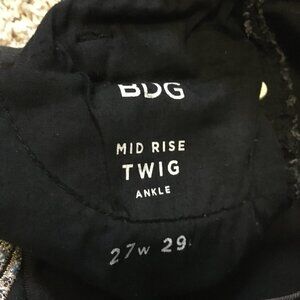 BDG
MID RISE
TWIG
ANKLE
27W 29